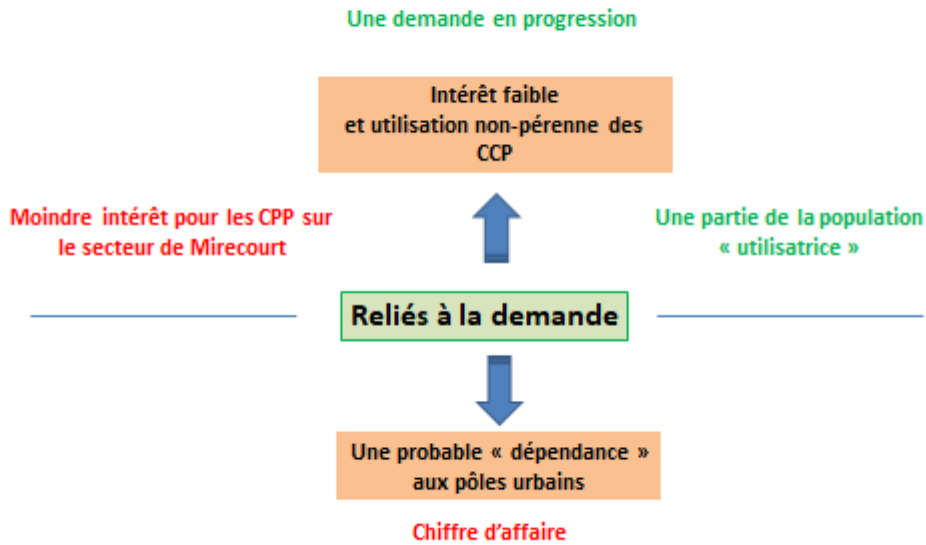 Une demande en progression
Intérêt faible
et utilisation non-pérenne des
CCP
Moindre intérêt pour les CPP sur
le secteur de Mirecourt
Une partie de la population
« utilisatrice »
Reliés à la demande
Une probable « dépendance »
aux pôles urbains
Chiffre d'affaire